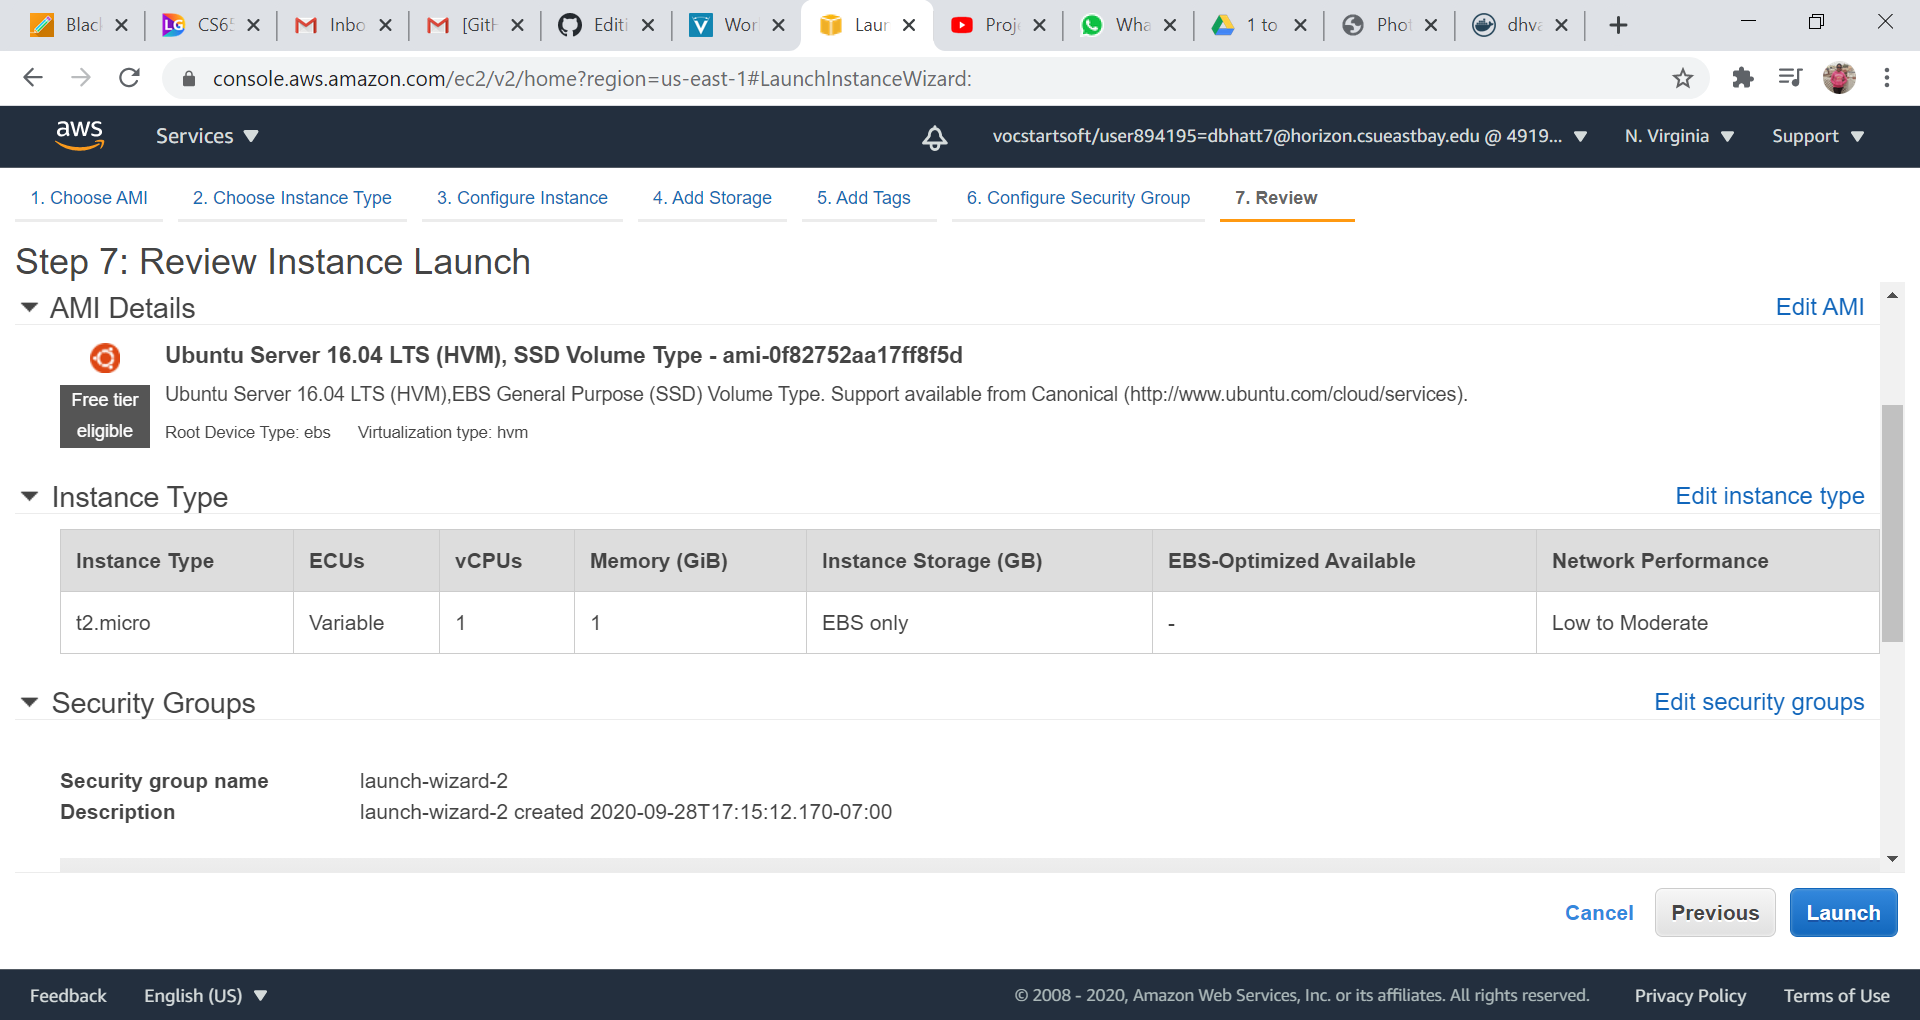 Blac
CS65
Inbo
[GitH
Editi
Wor
Laun
Proj
Wha
1 to
Phot
dhva
console.aws.amazon.com/ec2/v2/home?region=us-east-1#LaunchInstanceWizard:
aws
Services
vocstartsoft/user894195=dbhatt7@horizon.csueastbay.edu @ 4919...
N. Virginia
Support
1. Choose AMI
2. Choose Instance Type
3. Configure Instance
4. Add Storage
5. Add Tags
6. Configure Security Group
7. Review
Step 7: Review Instance Launch
AMI Details
Edit AMI
Ubuntu Server 16.04 LTS (HVM), SSD Volume Type - ami-0f82752aa17ff8f5d
Free tier
eligible
Ubuntu Server 16.04 LTS (HVM),EBS General Purpose (SSD) Volume Type. Support available from Canonical (http://www.ubuntu.com/cloud/services).
Root Device Type: ebs
Virtualization type: hvm
Instance Type
Edit instance type
Instance Type ECUs vCPUs Memory (GiB) Instance Storage (GB) EBS-Optimized Available Network Performance
t2.micro Variable 1 1 EBS only - Low to Moderate
Security Groups
Edit security groups
Security group name launch-wizard-2
Description launch-wizard-2 created 2020-09-28T17:15:12.170-07:00
Cancel
Previous
Launch
Feedback
English (US)
© 2008 - 2020, Amazon Web Services, Inc. or its affiliates. All rights reserved.
Privacy Policy
Terms of Use